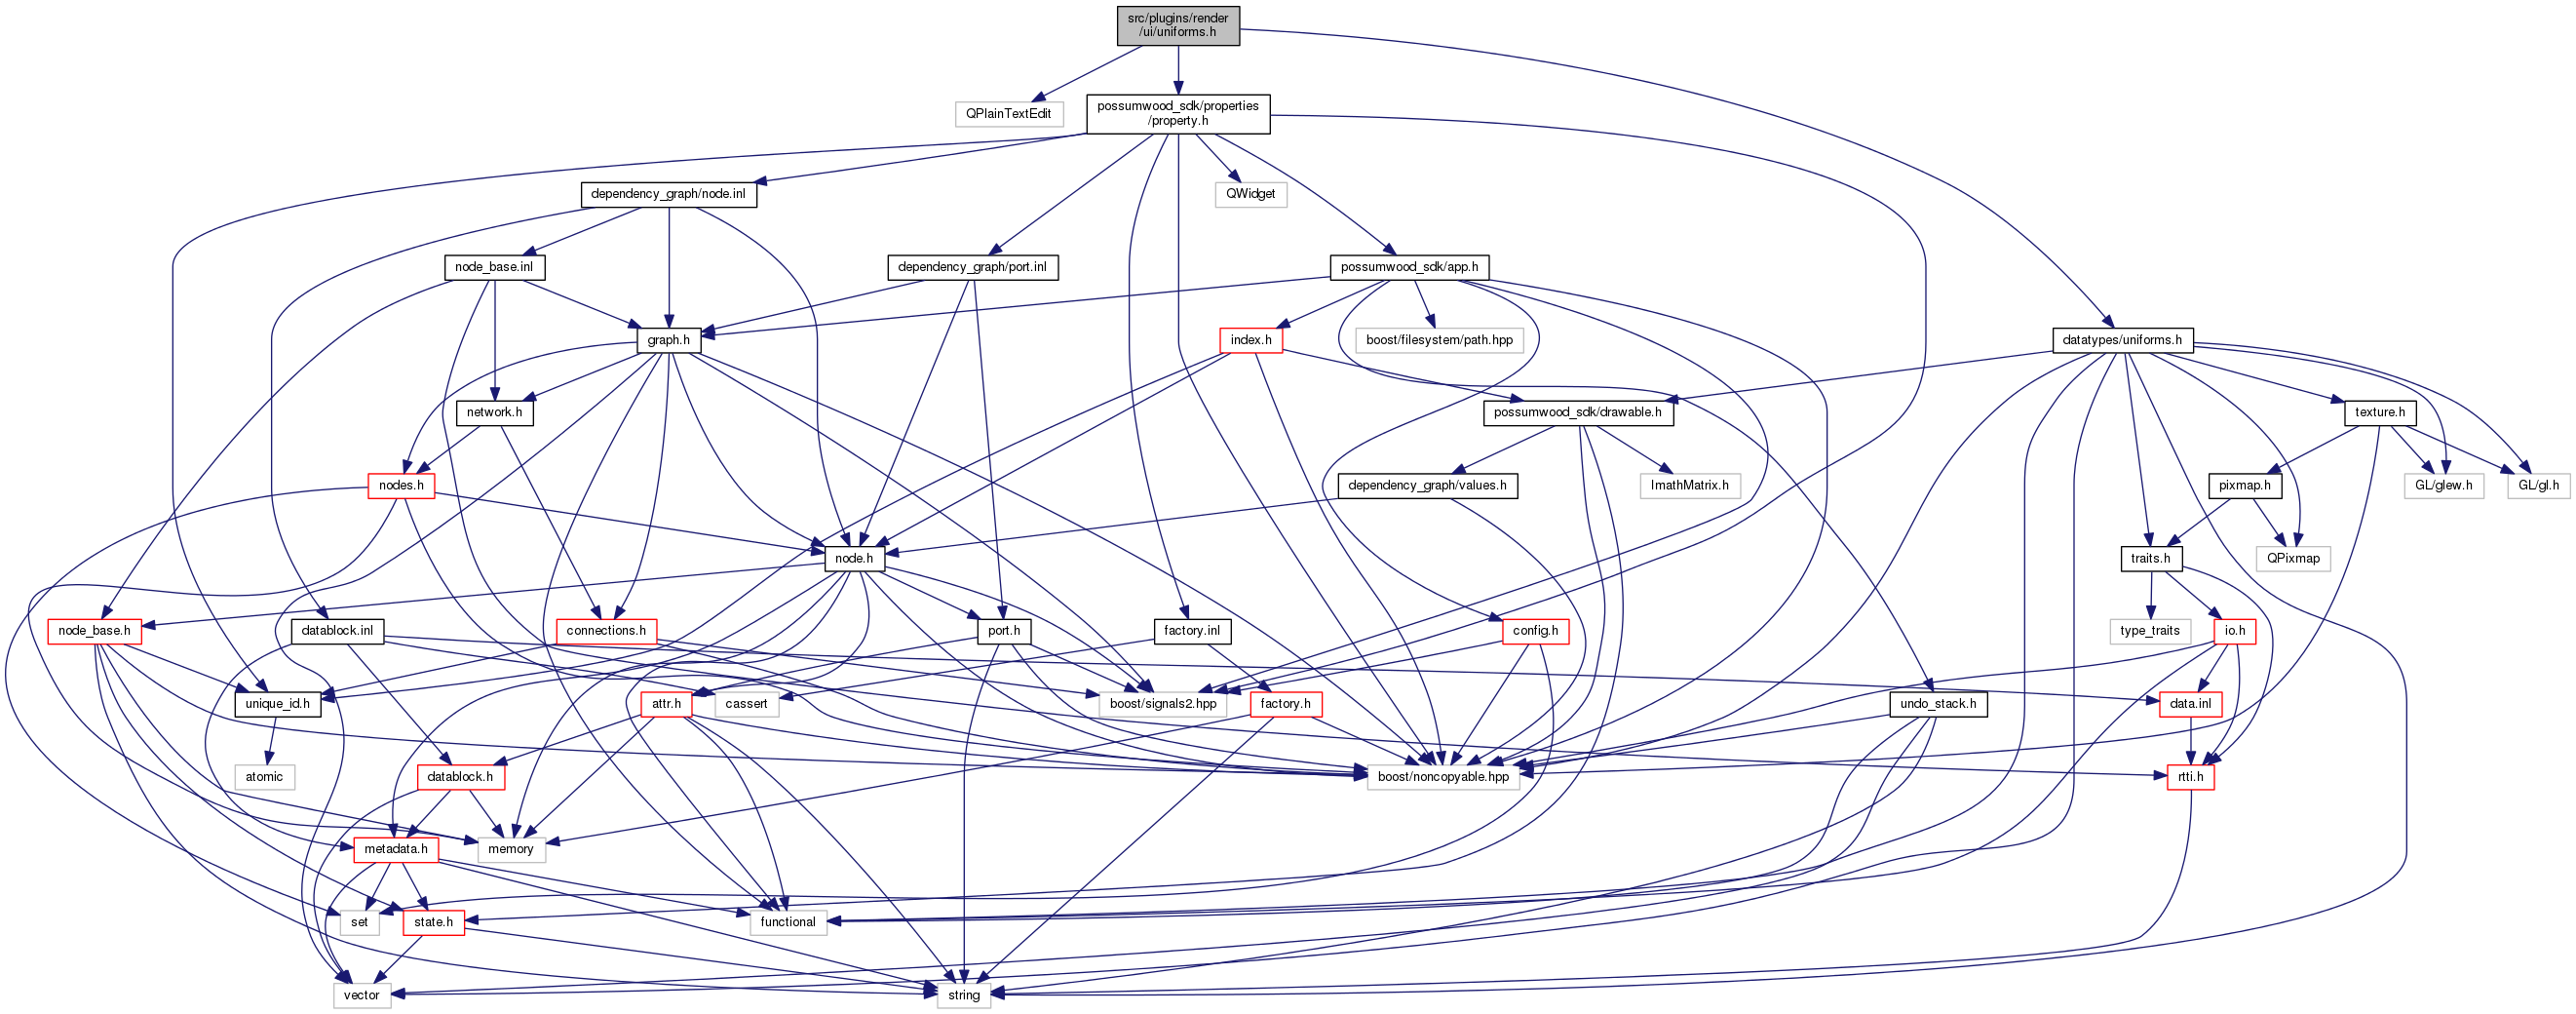 src/plugins/render
/ui/uniforms.h
QPlainTextEdit
possumwood_sdk/properties
/property.h
dependency_graph/node.inl
QWidget
node_base.inl
dependency_graph/port.inl
possumwood_sdk/app.h
graph.h
index.h
boost/filesystem/path.hpp
datatypes/uniforms.h
network.h
possumwood_sdk/drawable.h
texture.h
nodes.h
dependency_graph/values.h
ImathMatrix.h
pixmap.h
GL/glew.h
GL/gl.h
node.h
traits.h
QPixmap
node_base.h
datablock.inl
connections.h
port.h
factory.inl
config.h
type_traits
io.h
unique_id.h
attr.h
cassert
boost/signals2.hpp
factory.h
undo_stack.h
data.inl
atomic
datablock.h
boost/noncopyable.hpp
rtti.h
metadata.h
memory
set
state.h
functional
vector
string